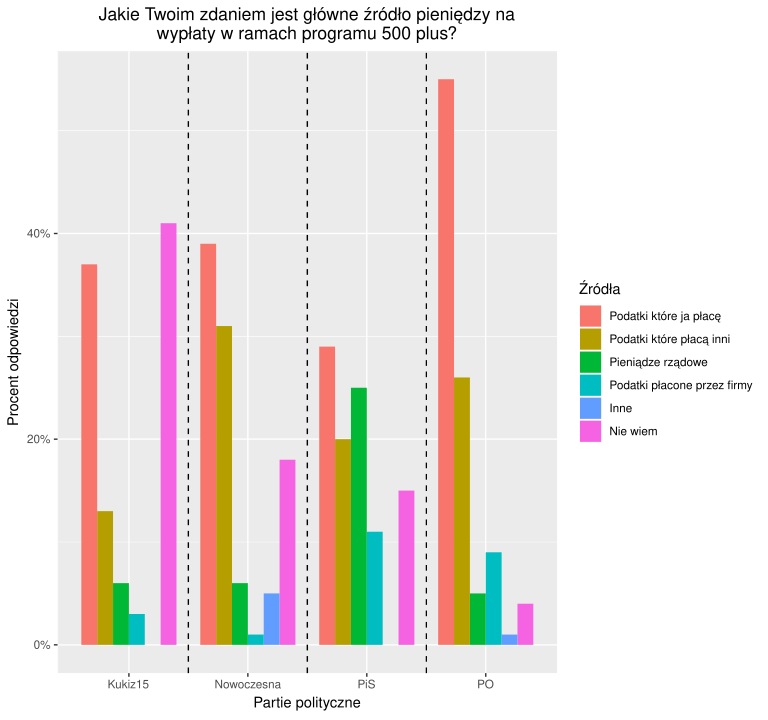 Jakie Twoim zdaniem jest główne źródło pieniędzy na
wypłaty w ramach programu 500 plus?
Procent odpowiedzi
40%
20%
0%
Kukiz15
Nowoczesna
PiS
PO
Partie polityczne
Źródła
Podatki które ja płacę
Podatki które płacą inni
Pieniądze rządowe
Podatki płacone przez firmy
Inne
Nie wiem